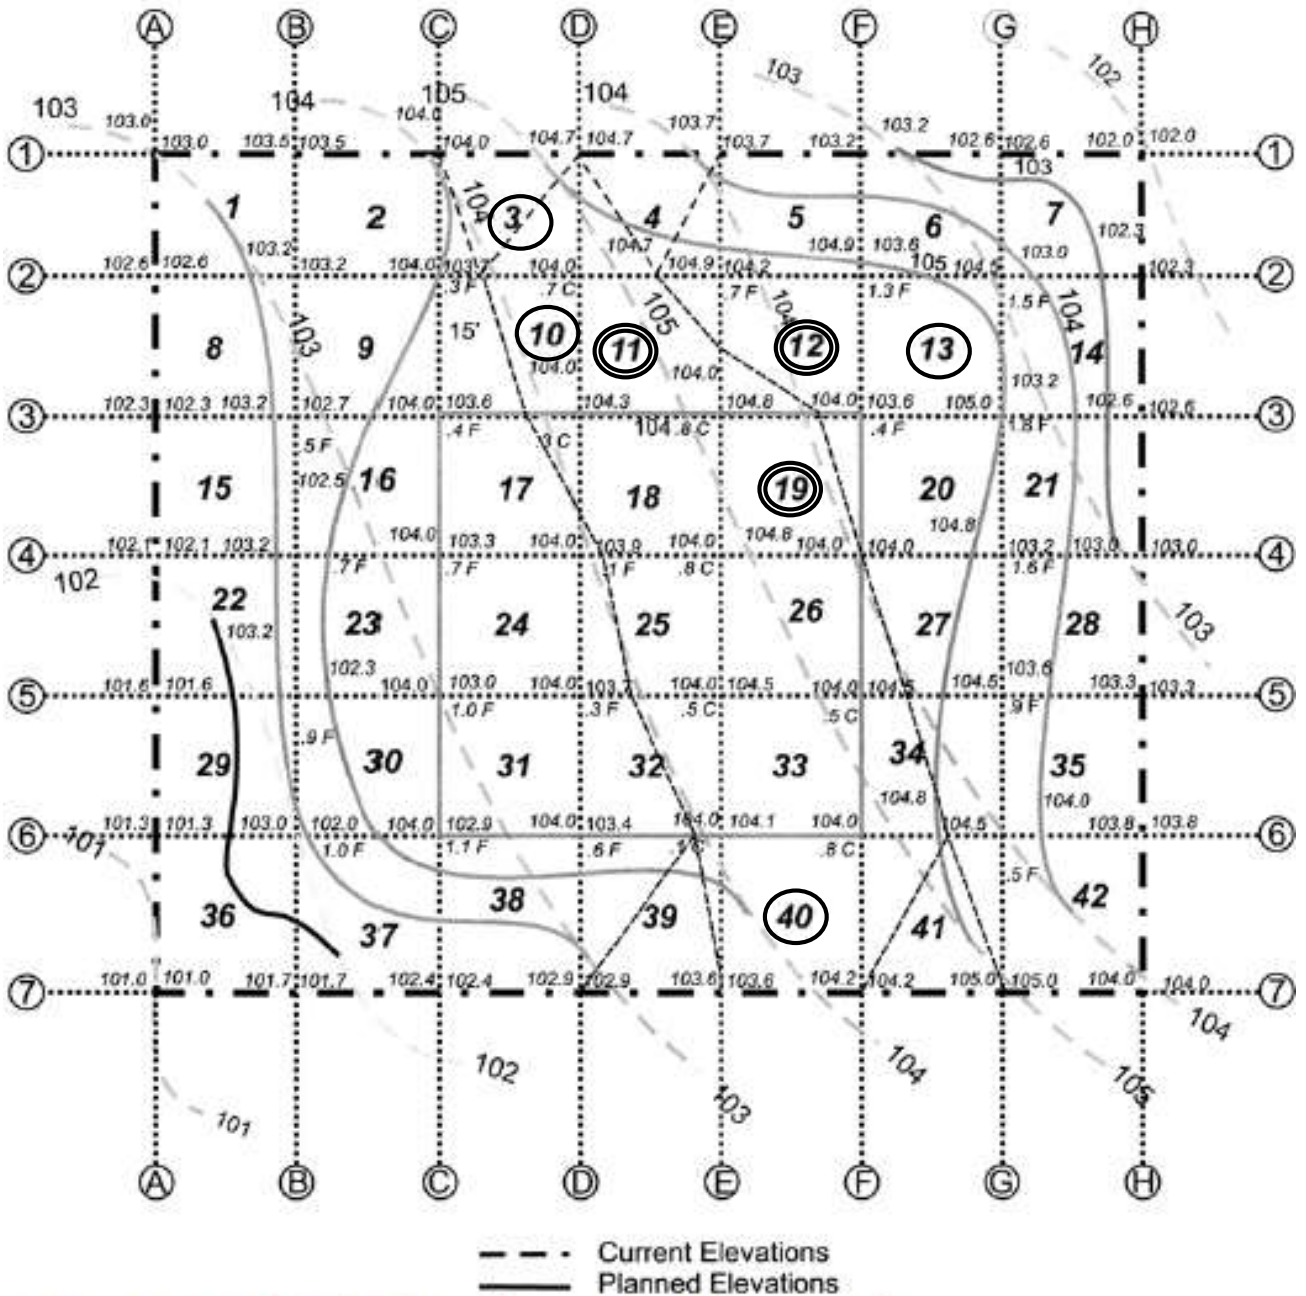 A B C D E F G H
103 104 105 104 103 102
103.0 104.0 103.7 103.2
1 103.0 103.5 103.5 104.0 104.7 104.7 103.7 103.2 102.6 102.6 102.0 102.0 1
103
1 2 104 3 4 5 6 7
103.2 104.7 104.9 103.6 103.0 102.3
2 102.6 102.6 103.2 104.0 103.7 104.0 104.9 104.2 105 104.5 102.3 2
.3 F .7 C .7 F 1.3 F 1.5 F
103 15' 105 104 104
8 9 10 11 12 13 14
104.0 104.0 103.2
3 102.3 102.3 103.2 102.7 104.0 103.6 104.3 104.8 104.0 103.6 105.0 102.6 102.6 3
.5 F .4 F .3 C 104 .8 C .4 F 1.8 F
102.5
15 16 17 18 19 20 21
104.0 104.8 104.8
4 102.1 102.1 103.2 103.3 104.0 103.9 104.0 104.0 104.0 103.2 103.0 103.0 4
.7 F .7 F .1 F .8 C 1.6 F
102
22 23 24 25 26 27 28 103
103.2
102.3 103.6
5 101.6 101.6 104.0 103.0 104.0 103.7 104.0 104.5 104.0 104.5 104.5 103.3 103.3 5
.9 F 1.0 F .3 F .5 C .5 C .9 F
29 30 31 32 33 34 35
104.8 104.0
6 101.3 101.3 103.0 102.0 104.0 102.9 104.0 103.4 104.0 104.1 104.0 104.5 103.8 103.8 6
101 1.0 F 1.1 F .6 F .1 C .8 C .5 F
36 37 38 39 40 41 42
7 101.0 101.0 101.7 101.7 102.4 102.4 102.9 102.9 103.6 103.6 104.2 104.2 105.0 105.0 104.0 104.0 7
101 102 103 104 105 104
A B C D E F G H
Current Elevations
Planned Elevations